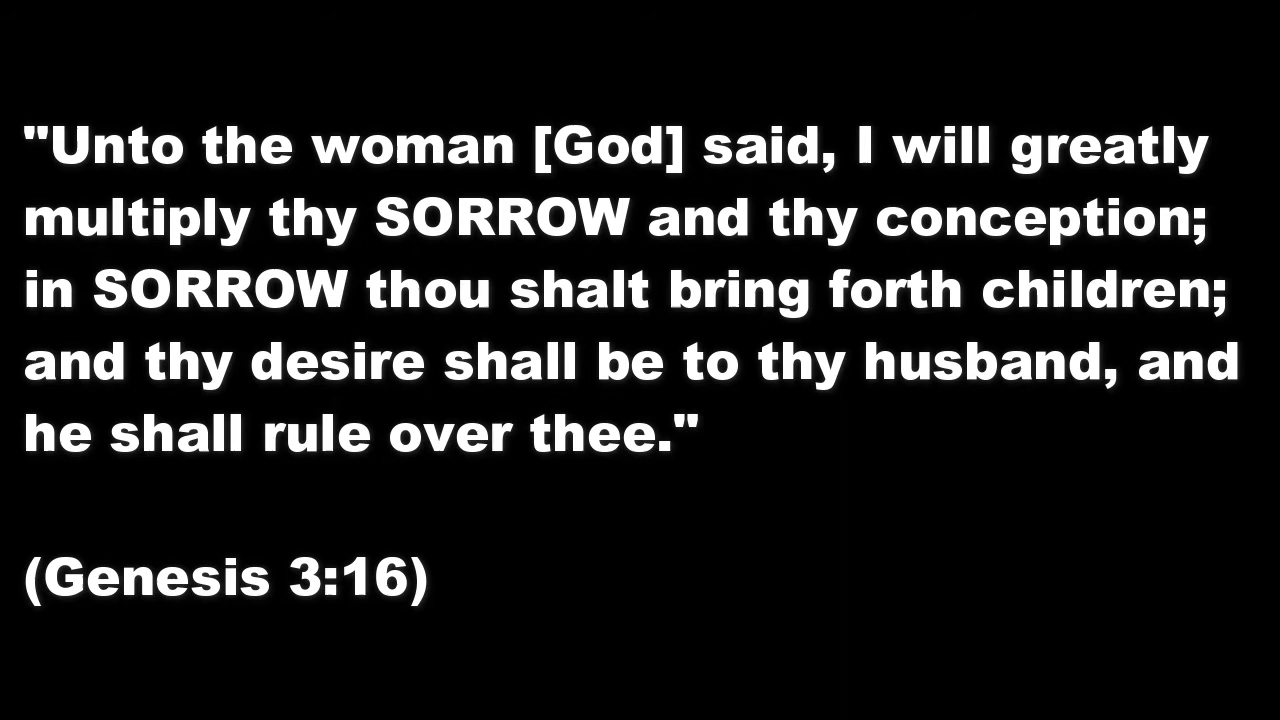 "Unto the woman [God] said, I will greatly
multiply thy SORROW and thy conception;
in SORROW thou shalt bring forth children;
and thy desire shall be to thy husband, and
he shall rule over thee."
(Genesis 3:16)